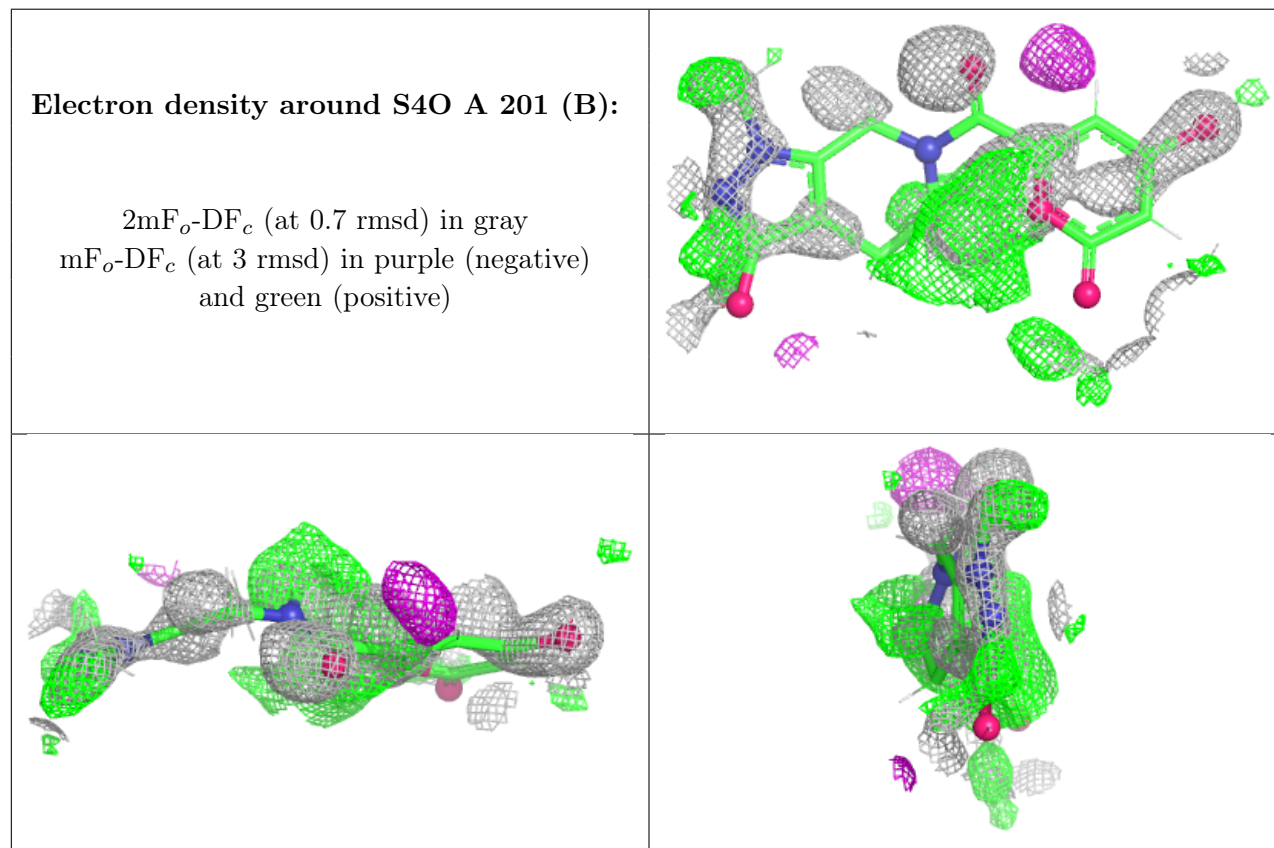 Electron density around S4O A 201 (B):
2mFo-DFc (at 0.7 rmsd) in gray
mFo-DFc (at 3 rmsd) in purple (negative)
and green (positive)